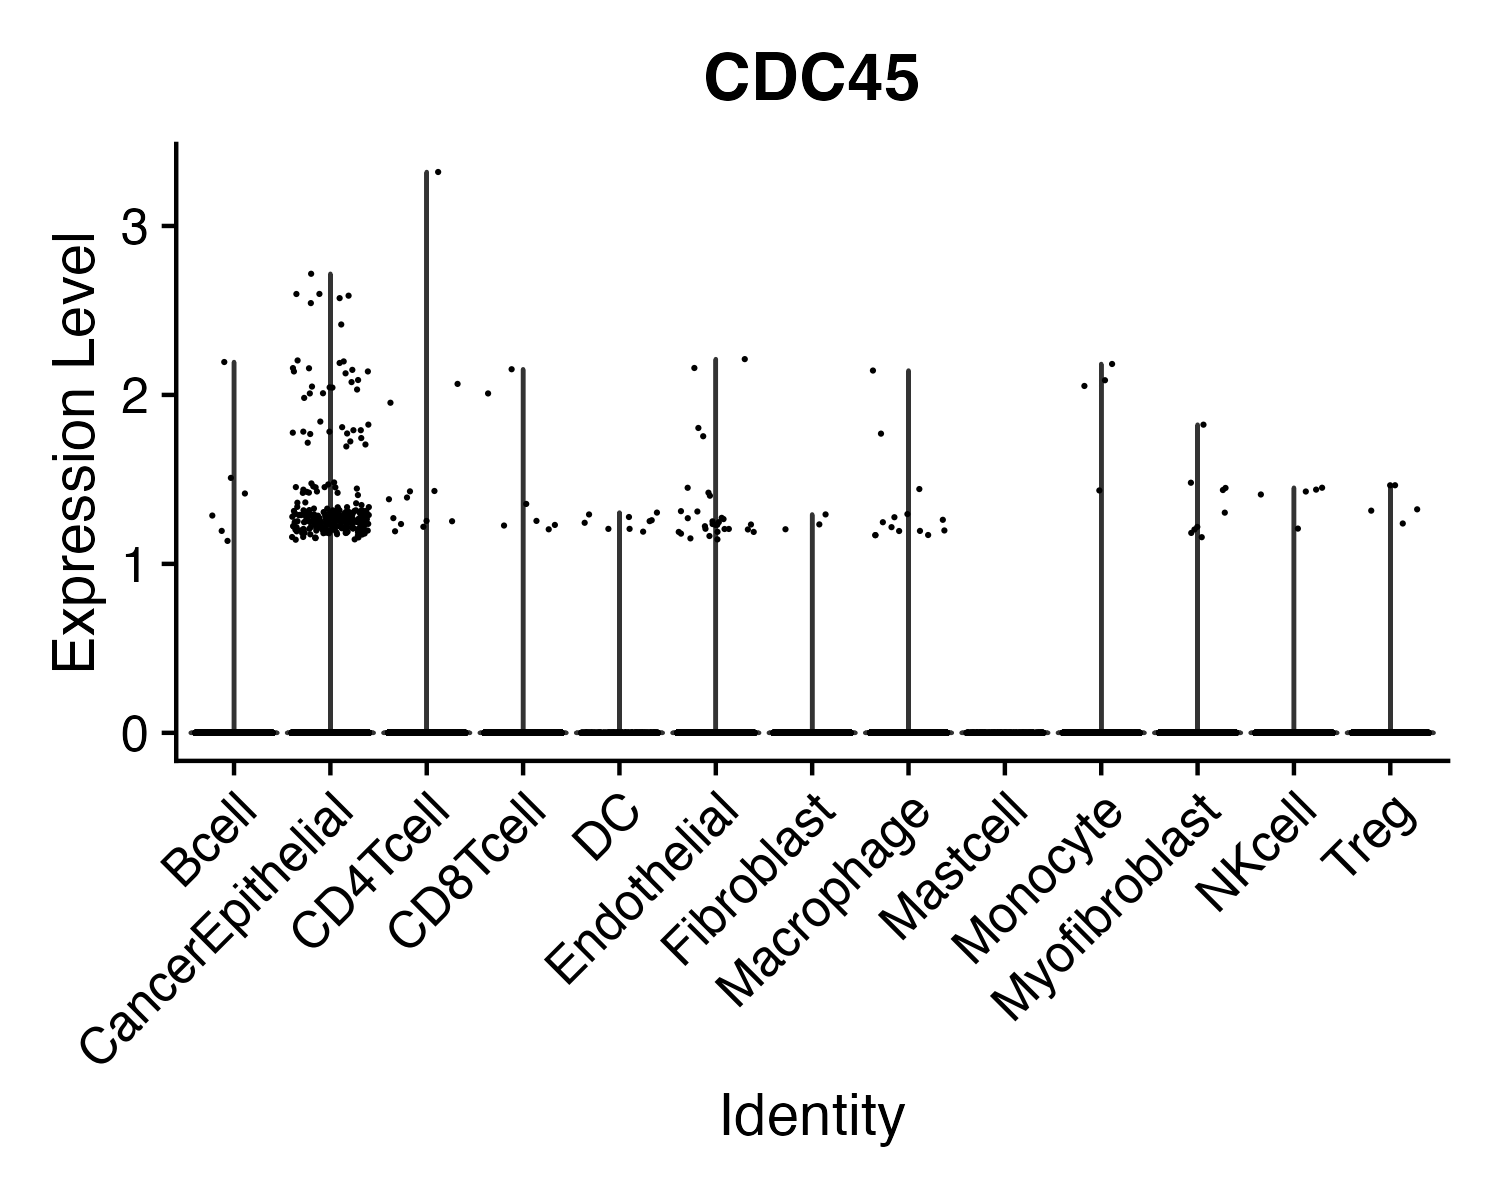 CDC45
Expression Level
3
2
1
0
Bcell
CancerEpithelial
CD4Tcell
CD8Tcell
DC
Endothelial
Fibroblast
Macrophage
Mastcell
Monocyte
Myofibroblast
NKcell
Treg
Identity